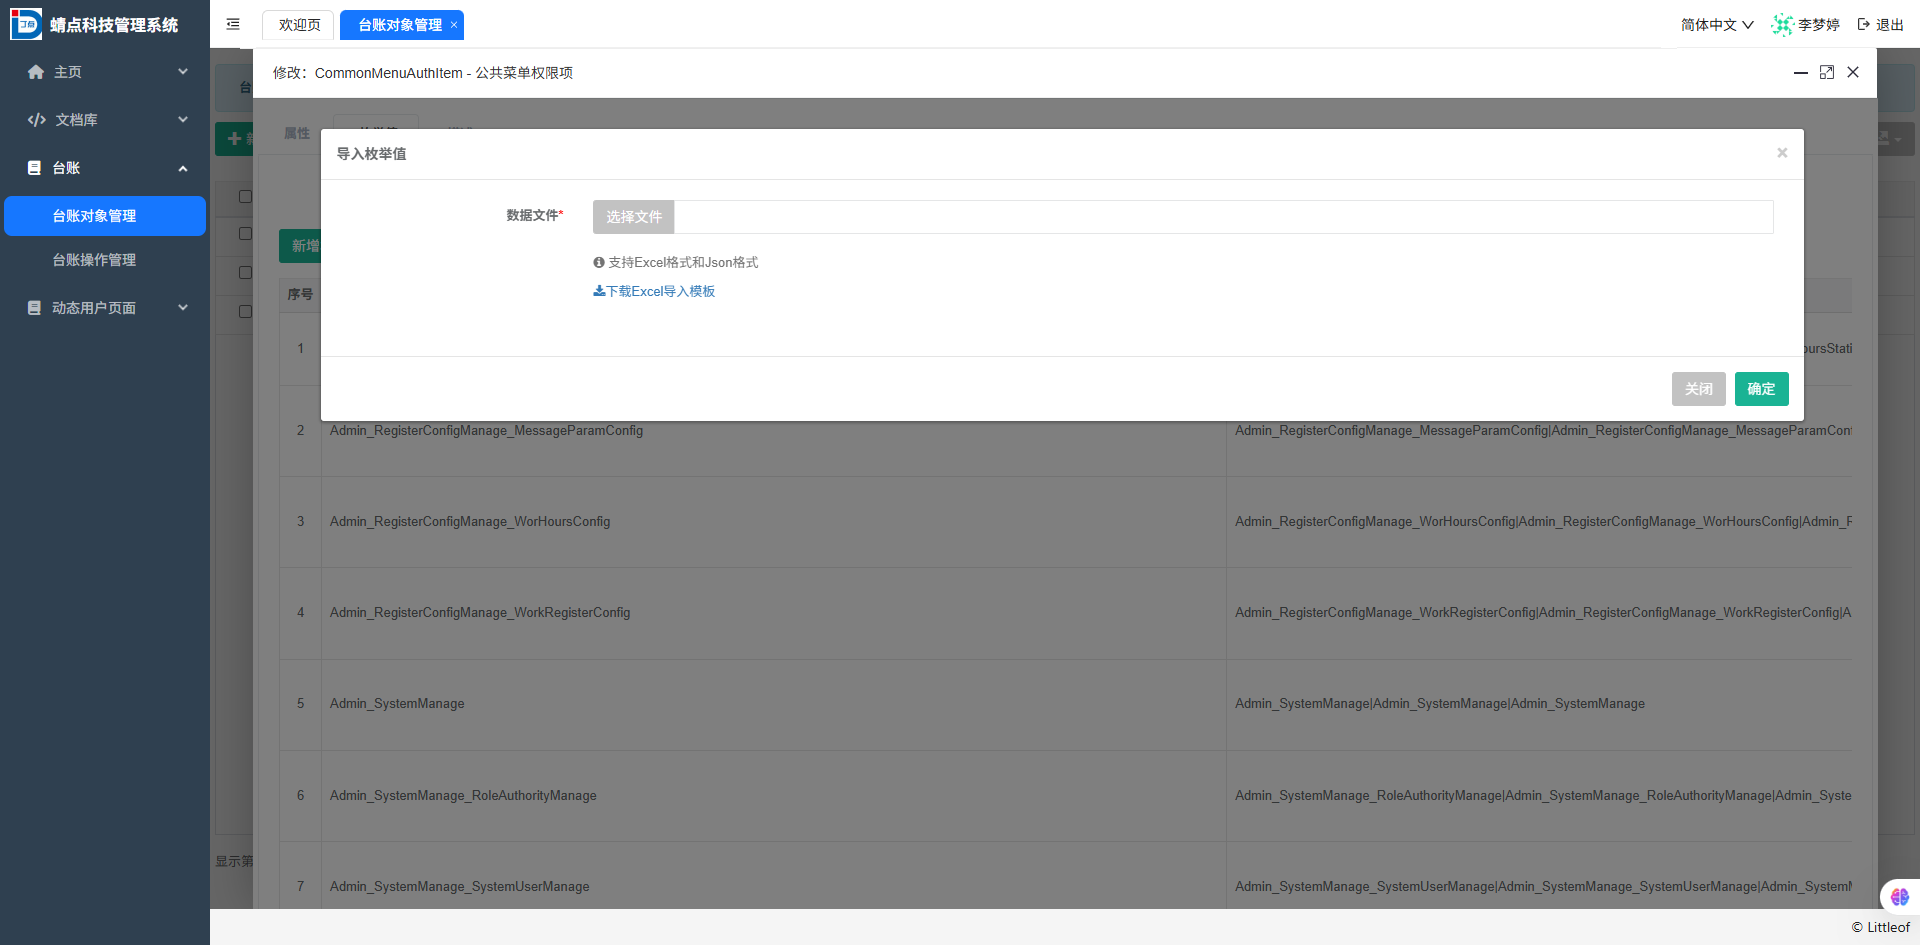 蜻点科技管理系统
欢迎页
台账对象管理 ×
简体中文
李梦婷
退出
主页
文档库
台账
台账对象管理
台账操作管理
动态用户页面
修改：CommonMenuAuthItem - 公共菜单权限项
台
属性
导入枚举值
×
数据文件*
选择文件
支持Excel格式和Json格式
下载Excel导入模板
关闭
确定
新增
序号
1
oursStati
2
Admin_RegisterConfigManage_MessageParamConfig
Admin_RegisterConfigManage_MessageParamConfig|Admin_RegisterConfigManage_MessageParamConf
3
Admin_RegisterConfigManage_WorHoursConfig
Admin_RegisterConfigManage_WorHoursConfig|Admin_RegisterConfigManage_WorHoursConfig|Admin_R
4
Admin_RegisterConfigManage_WorkRegisterConfig
Admin_RegisterConfigManage_WorkRegisterConfig|Admin_RegisterConfigManage_WorkRegisterConfig|A
5
Admin_SystemManage
Admin_SystemManage|Admin_SystemManage|Admin_SystemManage
6
Admin_SystemManage_RoleAuthorityManage
Admin_SystemManage_RoleAuthorityManage|Admin_SystemManage_RoleAuthorityManage|Admin_Syste
7
Admin_SystemManage_SystemUserManage
Admin_SystemManage_SystemUserManage|Admin_SystemManage_SystemUserManage|Admin_SystemM
显示第
© Littleof